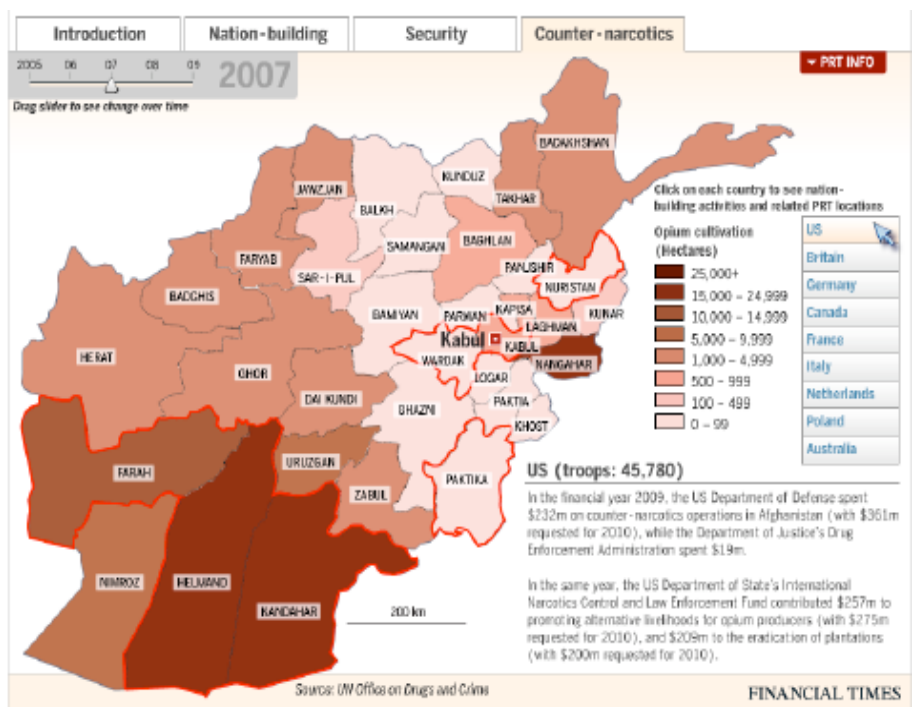 Introduction
Nation-building
Security
Counter-narcotics
2005 06 07 08 09
2007
Drag slider to see change over time
PRT INFO
BADAKHSHAN
KUNDUZ
JAWZJAN
TAKHAR
BALKH
SAMANGAN
BAGHLAN
FARYAB
PANJSHIR
SAR-I-PUL
NURISTAN
BADGHIS
BAMIYAN
PARWAN
KAPISA
KUNAR
LAGHMAN
Kabul
KABUL
HERAT
WARDAK
NANGAHAR
GHOR
LOGAR
DAI KUNDI
PAKTIA
GHAZNI
KHOST
URUZGAN
FARAH
PAKTIKA
ZABUL
NIMROZ
HELMAND
KANDAHAR
200 km
Click on each country to see nation-
building activities and related PRT locations
Opium cultivation
(Hectares)
25,000+
15,000 - 24,999
10,000 - 14,999
5,000 - 9,999
1,000 - 4,999
500 - 999
100 - 499
0 - 99
US
Britain
Germany
Canada
France
Italy
Netherlands
Poland
Australia
US (troops: 45,780)
In the financial year 2009, the US Department of Defense spent
$232m on counter-narcotics operations in Afghanistan (with $361m
requested for 2010), while the Department of Justice's Drug
Enforcement Administration spent $19m.
In the same year, the US Department of State's International
Narcotics Control and Law Enforcement Fund contributed $257m to
promoting alternative livelihoods for opium producers (with $275m
requested for 2010), and $209m to the eradication of plantations
(with $200m requested for 2010).
Source: UN Office on Drugs and Crime
FINANCIAL TIMES